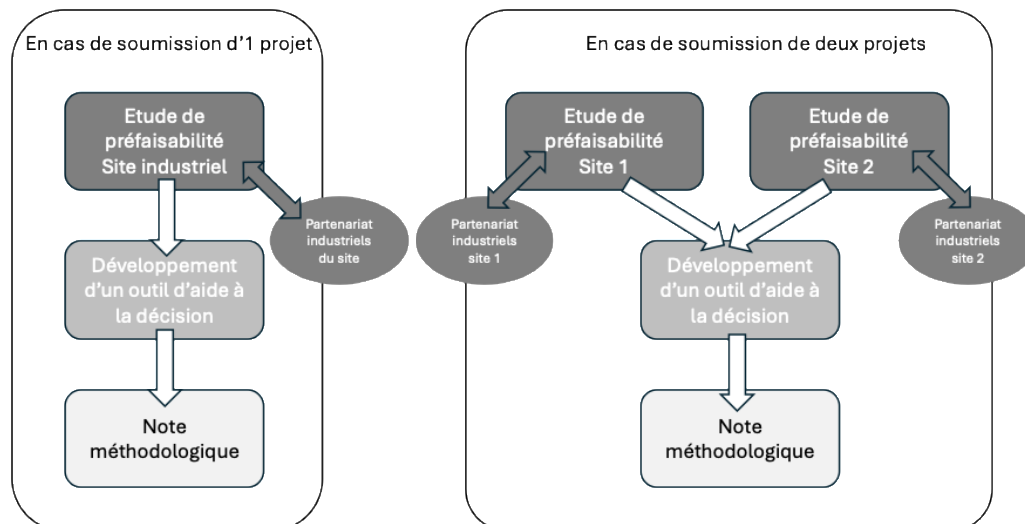 En cas de soumission d'1 projet
Etude de
préfaisabilité
Site industriel
Partenariat
industriels
du site
Développement
d'un outil d'aide à
la décision
Note
méthodologique
En cas de soumission de deux projets
Etude de
préfaisabilité
Site 1
Etude de
préfaisabilité
Site 2
Partenariat
industriels
site 1
Partenariat
industriels
site 2
Développement
d'un outil d'aide à
la décision
Note
méthodologique